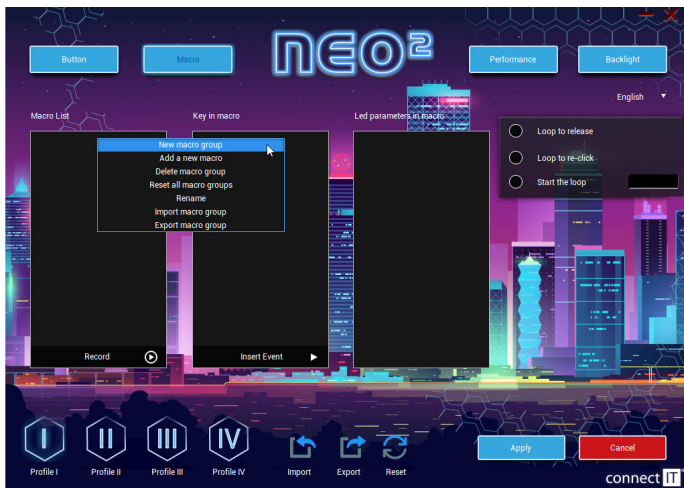 NEO²
Button
Macro
Performance
Backlight
English
Macro List
Key in macro
Led parameters in macro
New macro group
Add a new macro
Delete macro group
Reset all macro groups
Rename
Import macro group
Export macro group
Loop to release
Loop to re-click
Start the loop
Record
Insert Event
I
II
III
IV
Profile I
Profile II
Profile III
Profile IV
Import
Export
Reset
Apply
Cancel
connect IT